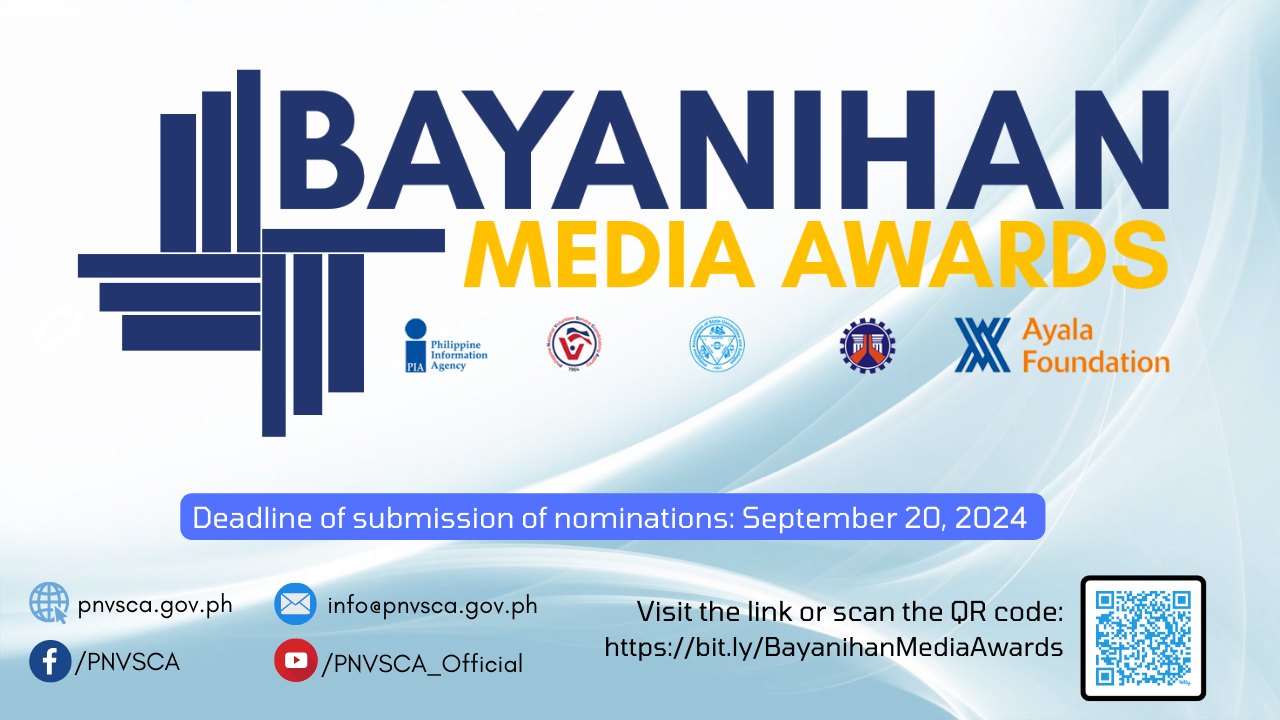 BAYANIHAN
MEDIA AWARDS
PIA
Philippine
Information
Agency
1964
Ayala
Foundation
Deadline of submission of nominations: September 20, 2024
pnvsca.gov.ph
info@pnvsca.gov.ph
/PNVSCA
/PNVSCA_Official
Visit the link or scan the QR code:
https://bit.ly/BayanihanMediaAwards